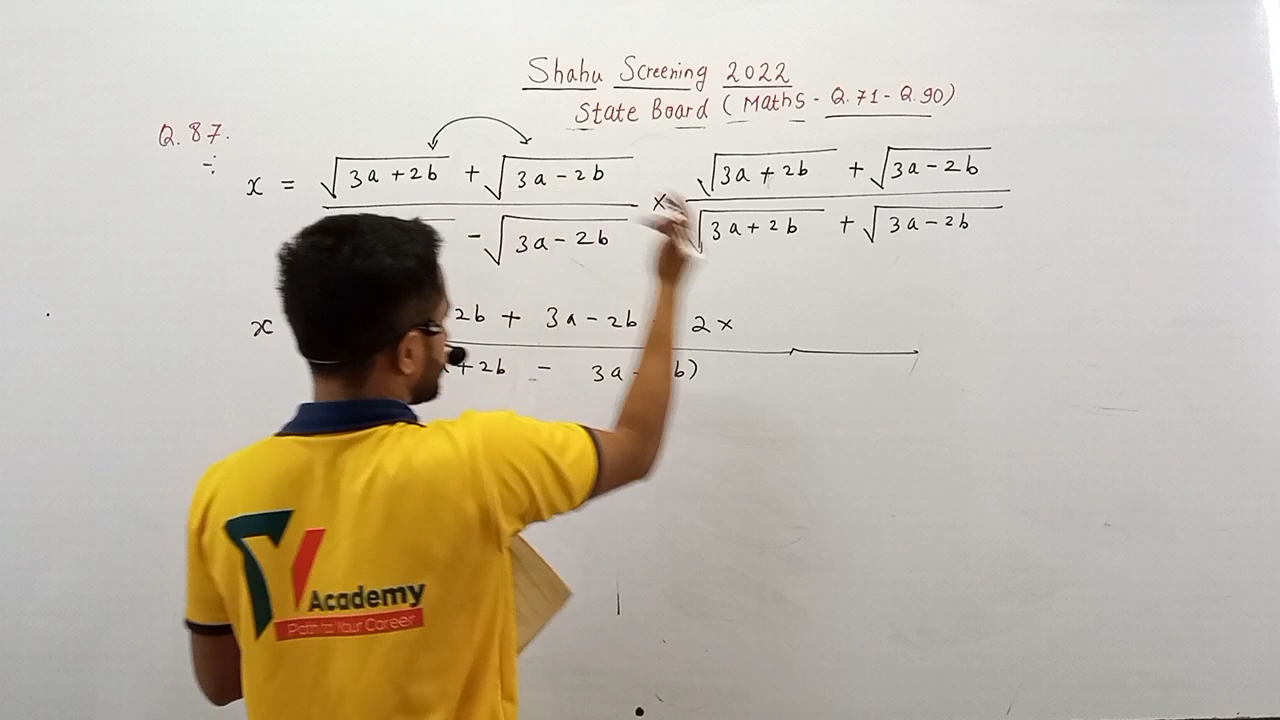 Shahu Screening 2022
State Board (Maths - Q.71 - Q.90)
Q.87.
x = √3a + 2b + √3a - 2b × √3a + 2b + √3a - 2b
- √3a - 2b √3a + 2b + √3a - 2b
x 2b + 3a - 2b 2x
+ 2b - 3a b)
Academy
Path to Your Career